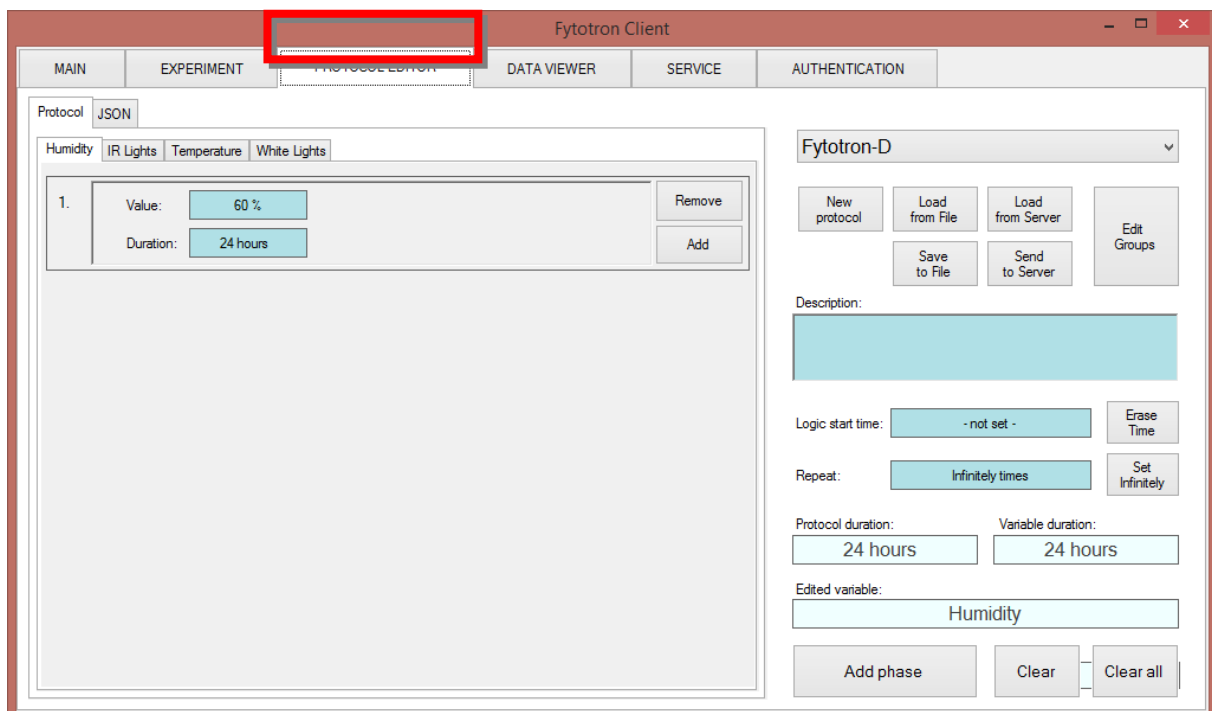 Fytotron Client
MAIN EXPERIMENT PROTOCOL EDITOR DATA VIEWER SERVICE AUTHENTICATION
Protocol JSON
Humidity IR Lights Temperature White Lights
1. Value: 60 % Remove
Duration: 24 hours Add
Fytotron-D
New protocol
Load from File
Load from Server
Edit Groups
Save to File
Send to Server
Description:
Logic start time: - not set - Erase Time
Repeat: Infinitely times Set Infinitely
Protocol duration: Variable duration:
24 hours 24 hours
Edited variable:
Humidity
Add phase Clear Clear all